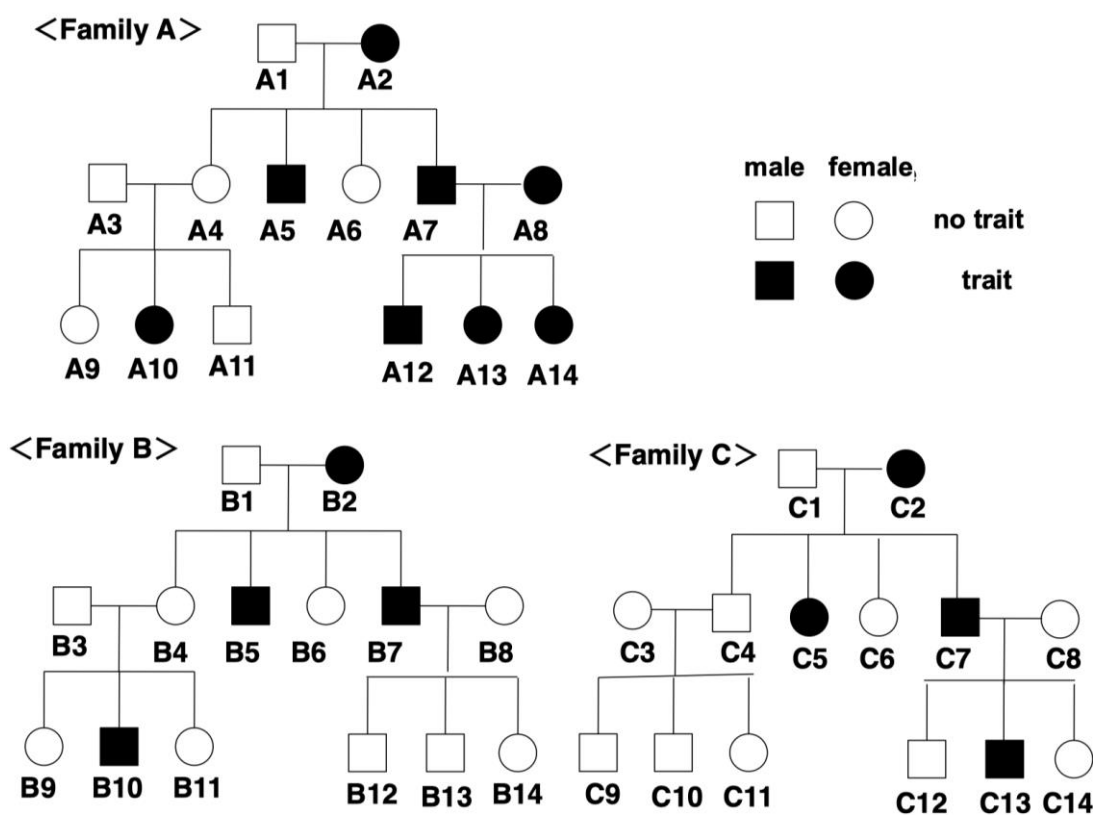 <Family A>
A1 A2
male female,
no trait
A3 A4 A5 A6 A7 A8
trait
A9 A10 A11 A12 A13 A14
<Family B>
B1 B2
B3 B4 B5 B6 B7 B8
B9 B10 B11 B12 B13 B14
<Family C>
C1 C2
C3 C4 C5 C6 C7 C8
C9 C10 C11 C12 C13 C14